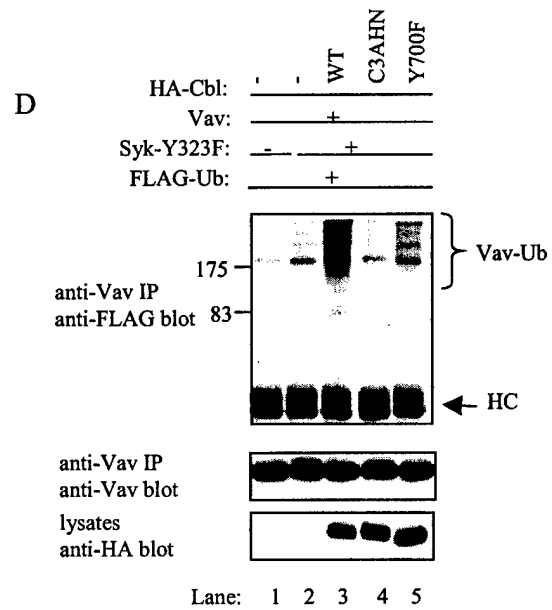 D
HA-Cbl: - - WT C3AHN Y700F
Vav: +
Syk-Y323F: - +
FLAG-Ub: +
175
83
Vav-Ub
anti-Vav IP
anti-FLAG blot
HC
anti-Vav IP
anti-Vav blot
lysates
anti-HA blot
Lane: 1 2 3 4 5